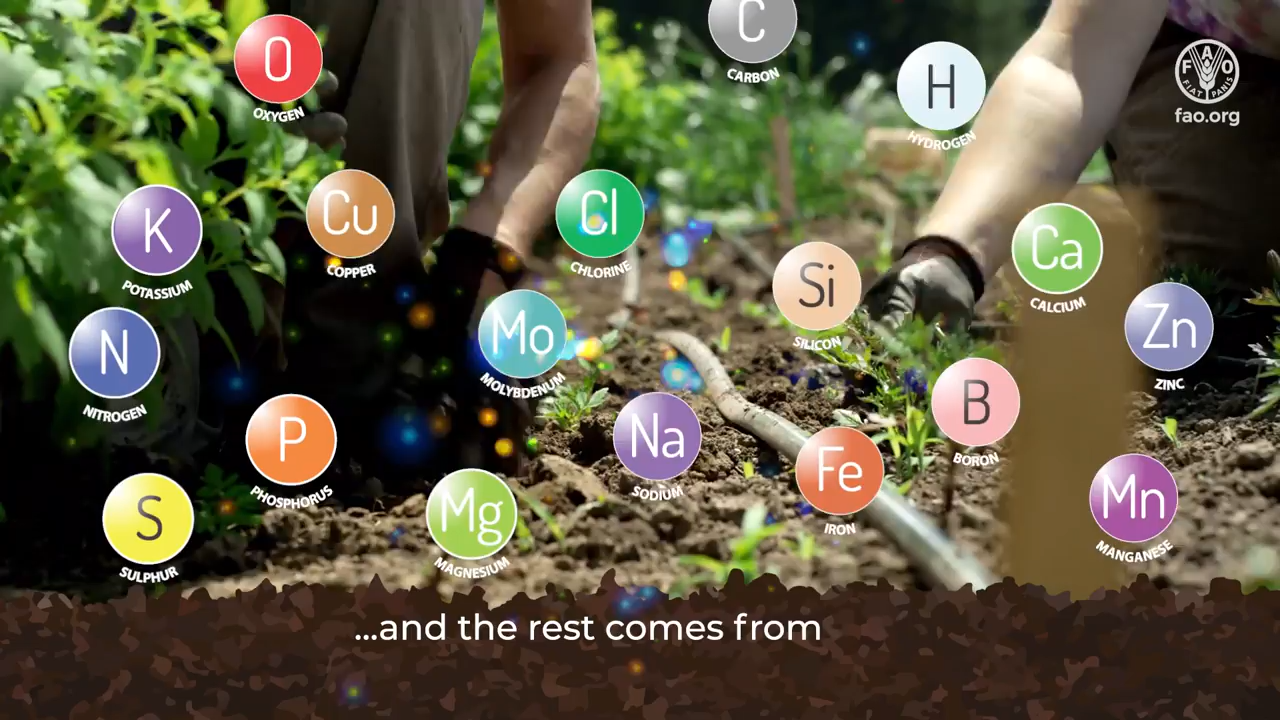 C
CARBON
O
OXYGEN
H
HYDROGEN
FAO
FIAT PANIS
fao.org
K
POTASSIUM
Cu
COPPER
Cl
CHLORINE
Si
SILICON
Ca
CALCIUM
N
NITROGEN
Mo
MOLYBDENUM
Zn
ZINC
P
PHOSPHORUS
Na
SODIUM
Fe
IRON
B
BORON
S
SULPHUR
Mg
MAGNESIUM
Mn
MANGANESE
...and the rest comes from